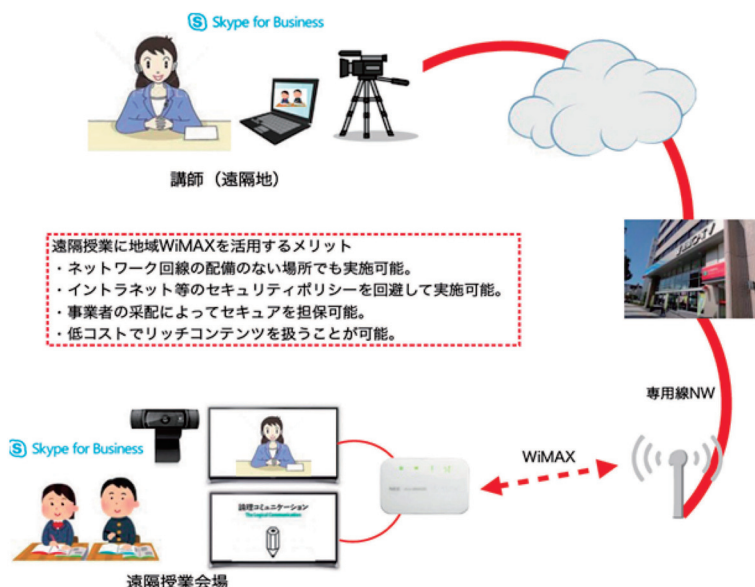 Skype for Business
講師（遠隔地）
遠隔授業に地域WiMAXを活用するメリット
・ネットワーク回線の配備のない場所でも実施可能。
・イントラネット等のセキュリティポリシーを回避して実施可能。
・事業者の采配によってセキュアを担保可能。
・低コストでリッチコンテンツを扱うことが可能。
専用線NW
Skype for Business
WiMAX
論理コミュニケーション
The Logical Communication
遠隔授業会場